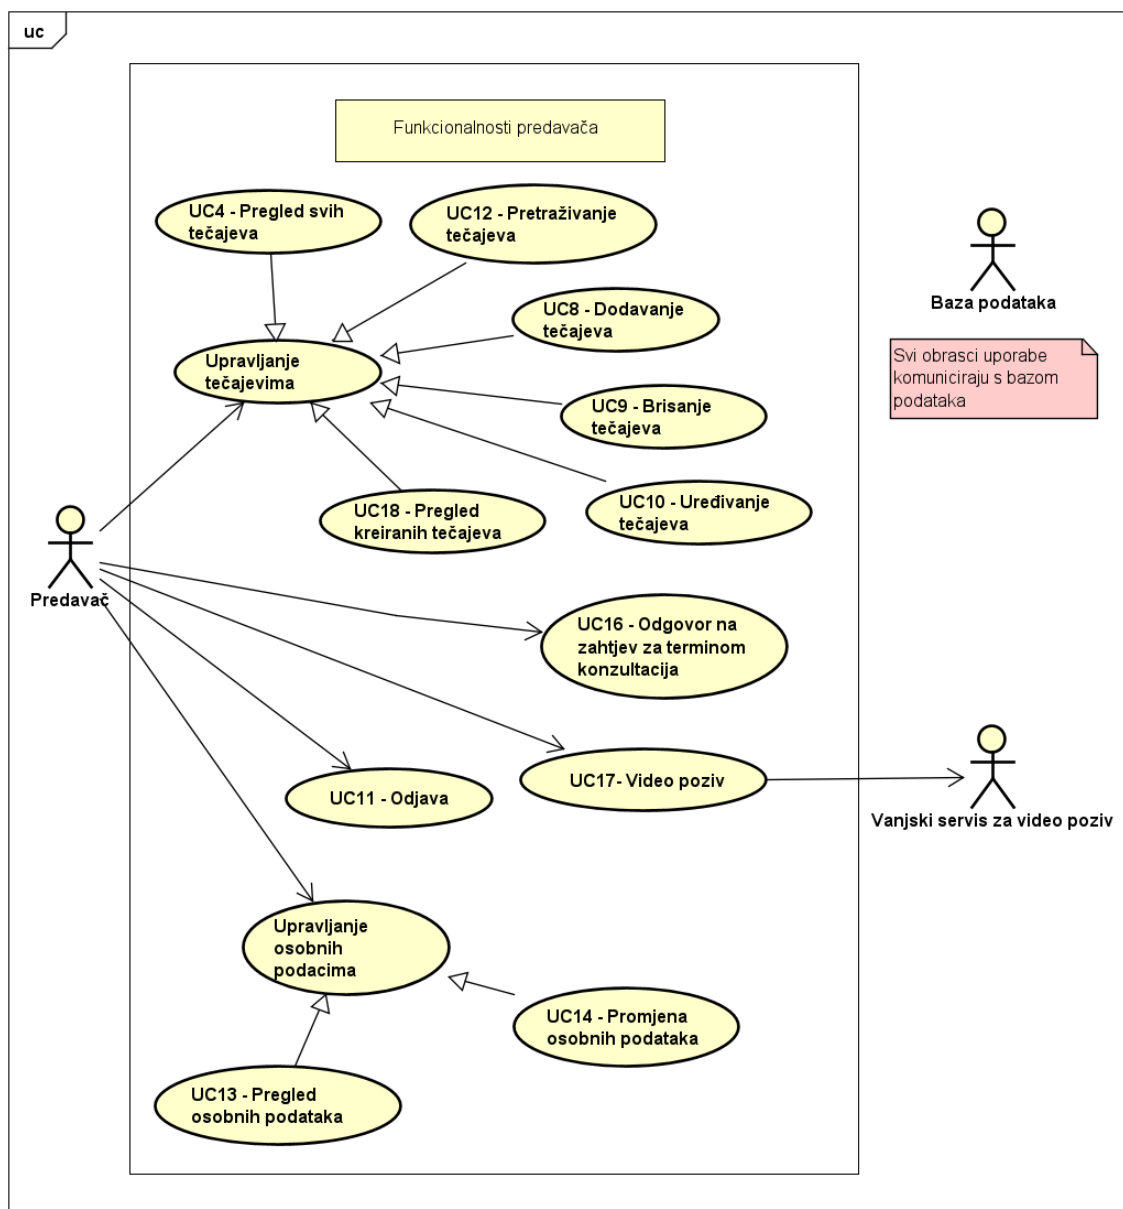 uc
Funkcionalnosti predavača
UC4 - Pregled svih
tečajeva
UC12 - Pretraživanje
tečajeva
UC8 - Dodavanje
tečajeva
Baza podataka
Upravljanje
tečajevima
Svi obrasci uporabe
komuniciraju s bazom
podataka
UC9 - Brisanje
tečajeva
UC18 - Pregled
kreiranih tečajeva
UC10 - Uređivanje
tečajeva
Predavač
UC16 - Odgovor na
zahtjev za terminom
konzultacija
UC11 - Odjava
UC17- Video poziv
Vanjski servis za video poziv
Upravljanje
osobnih
podacima
UC14 - Promjena
osobnih podataka
UC13 - Pregled
osobnih podataka